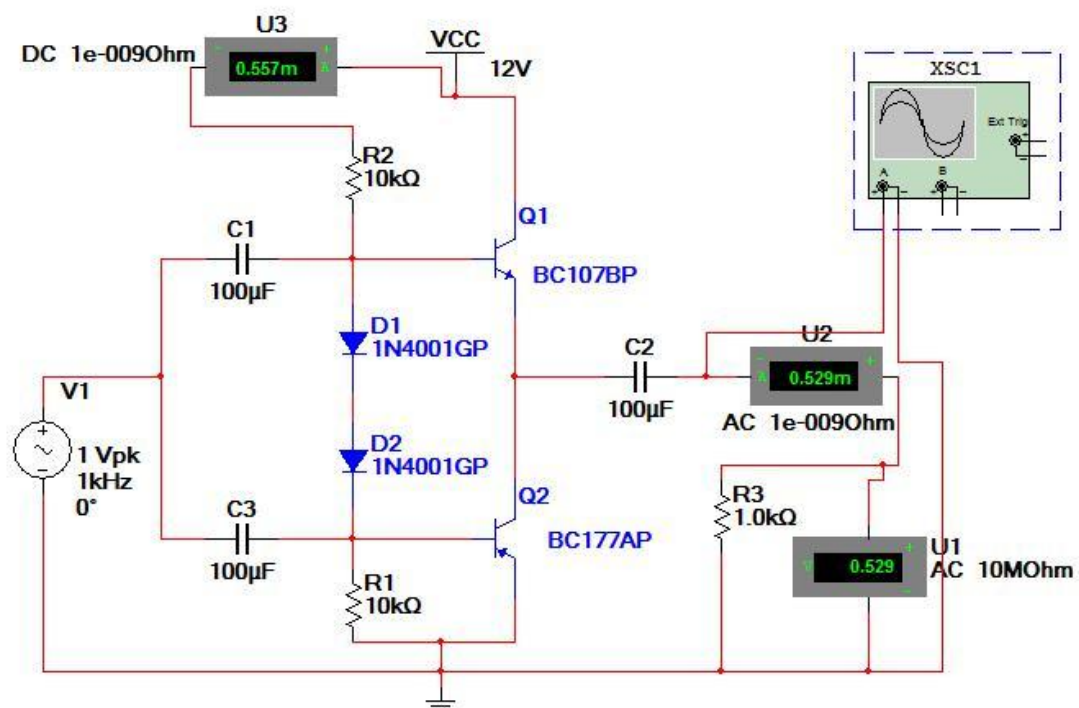 U3
DC 1e-009Ohm
- +
0.557m
A
VCC
12V
XSC1
Ext Trig
+
-
A
B
+ - + -
R2
10kΩ
Q1
BC107BP
C1
100µF
D1
1N4001GP
V1
1 Vpk
1kHz
0°
+
-
C2
100µF
U2
- +
A
0.529m
AC 1e-009Ohm
D2
1N4001GP
C3
100µF
Q2
BC177AP
R3
1.0kΩ
U1
AC 10MOhm
V
0.529
+
-
R1
10kΩ